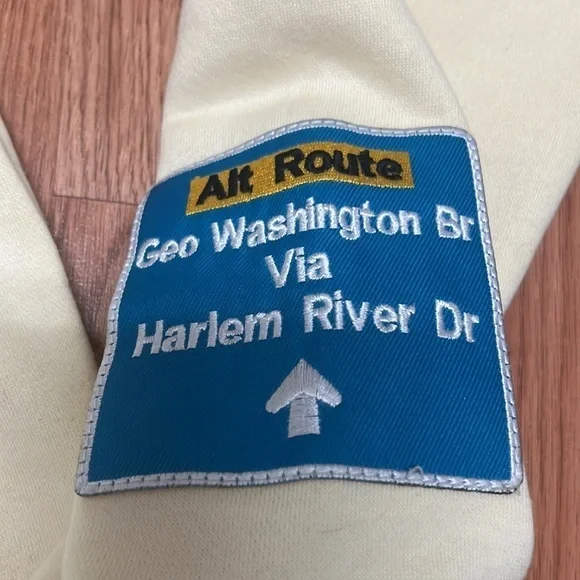 Alt Route
Geo Washington Br
Via
Harlem River Dr